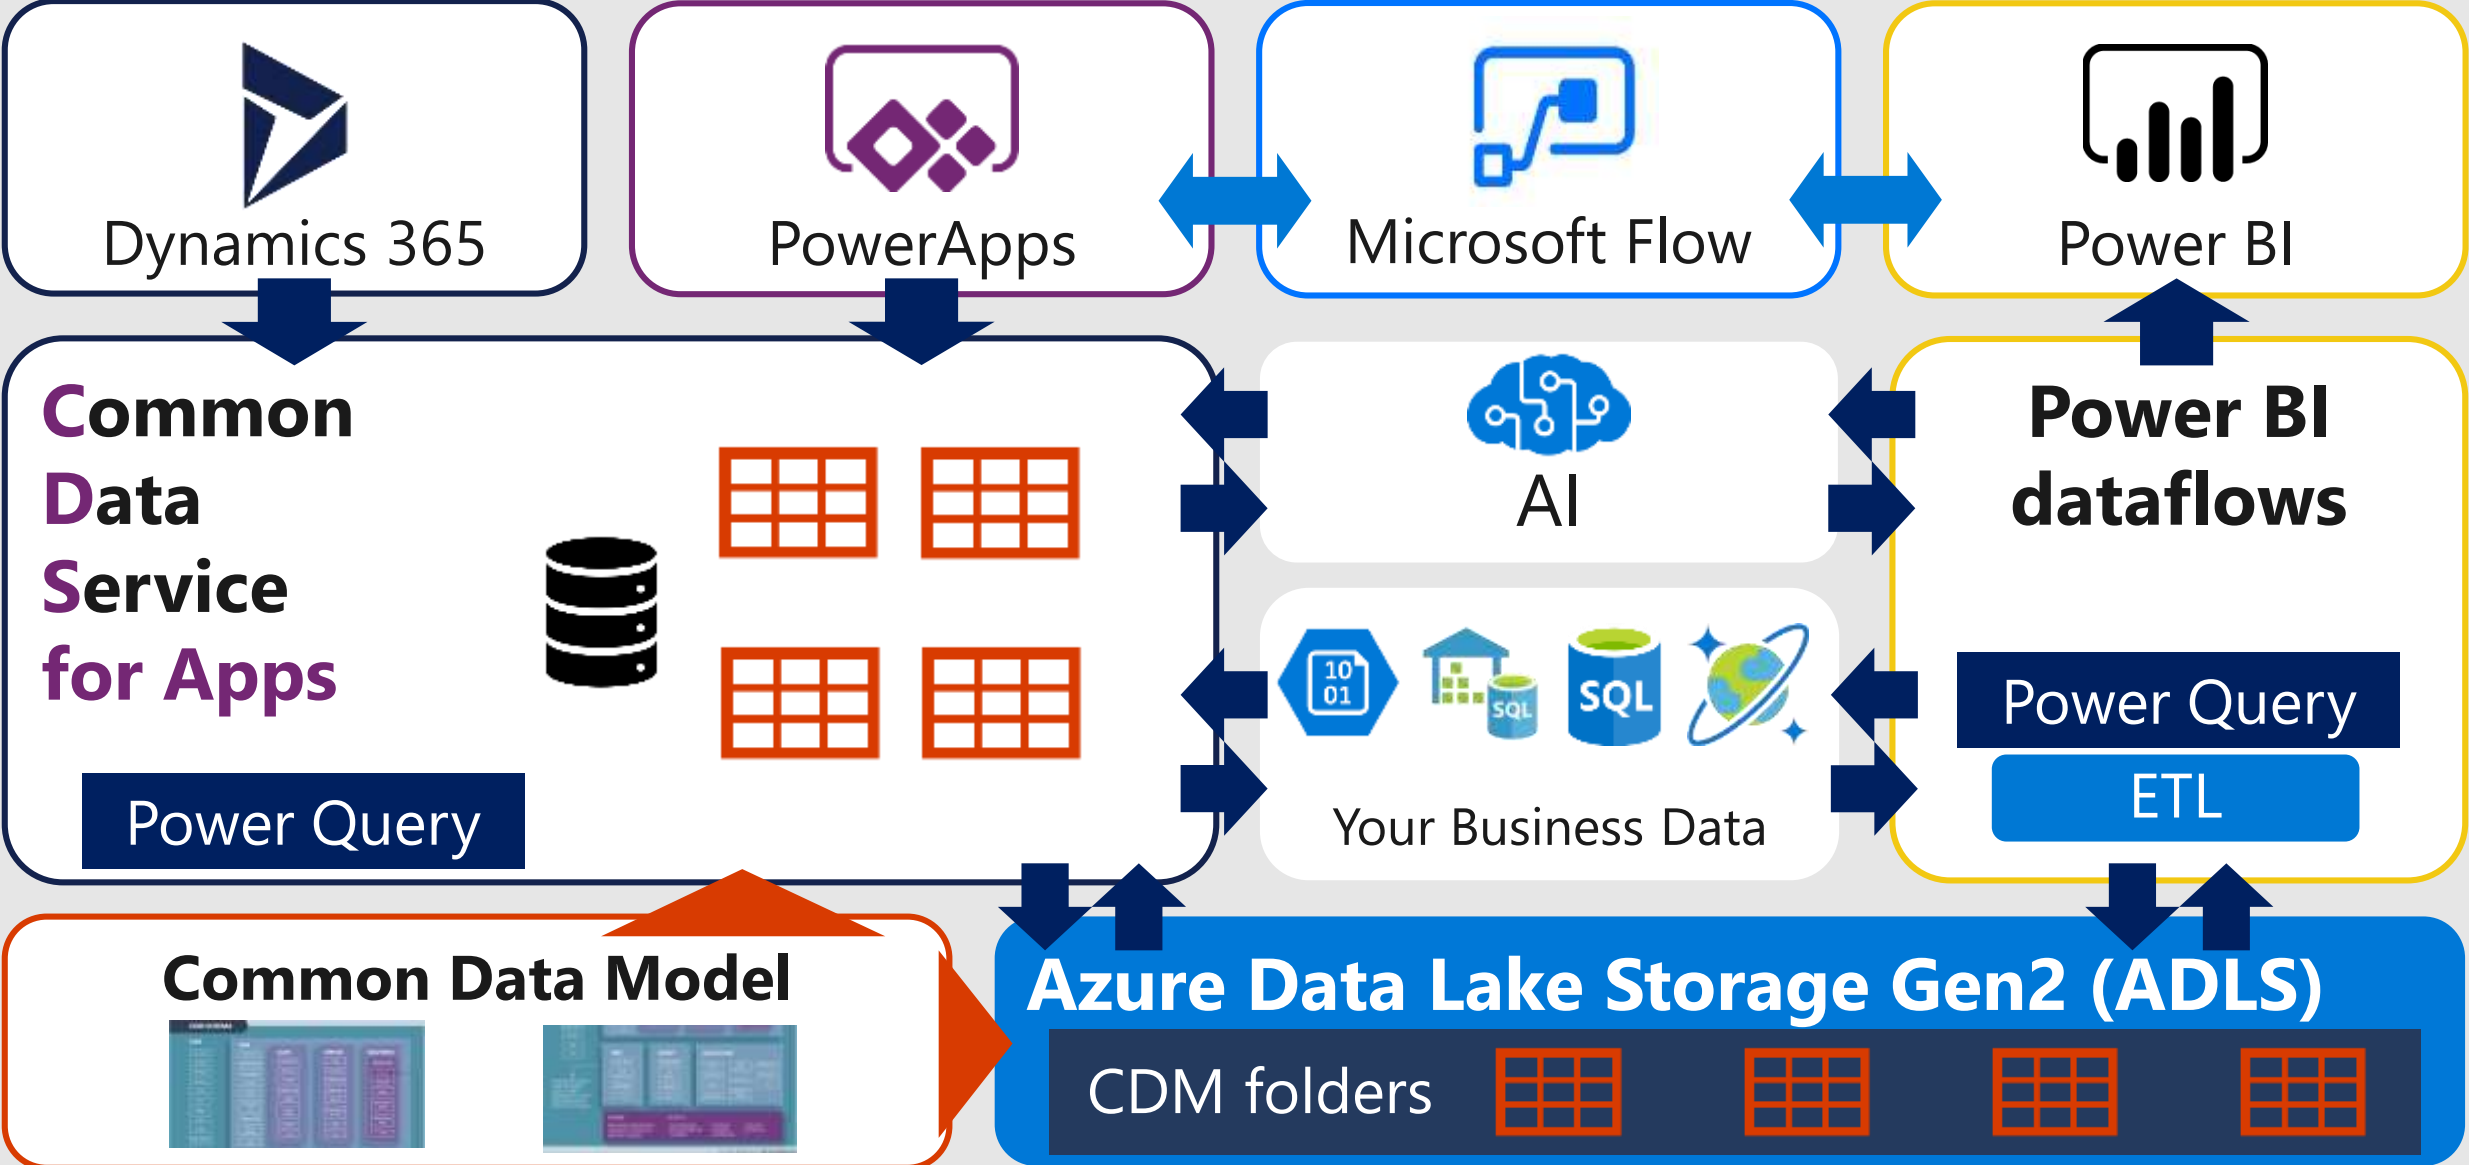 Dynamics 365
PowerApps
Microsoft Flow
Power BI
Common
Data
Service
for Apps
Power Query
AI
10
01
SQL
SQL
Your Business Data
Power BI
dataflows
Power Query
ETL
Common Data Model
Azure Data Lake Storage Gen2 (ADLS)
CDM folders